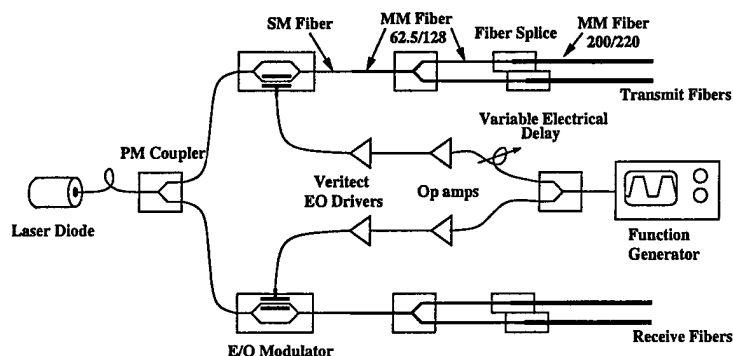 SM Fiber
MM Fiber
62.5/128
Fiber Splice
MM Fiber
200/220
Transmit Fibers
PM Coupler
Variable Electrical
Delay
Veritect
EO Drivers
Op amps
Laser Diode
Function
Generator
E/O Modulator
Receive Fibers